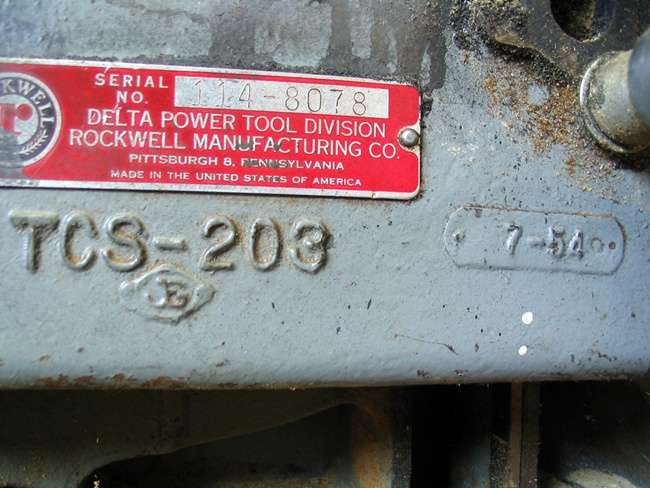 ROCKWELL
r
SERIAL
NO. 114-8078
DELTA POWER TOOL DIVISION
ROCKWELL MANUFACTURING CO.
PITTSBURGH 8, PENNSYLVANIA
MADE IN THE UNITED STATES OF AMERICA
TCS-203
7-54